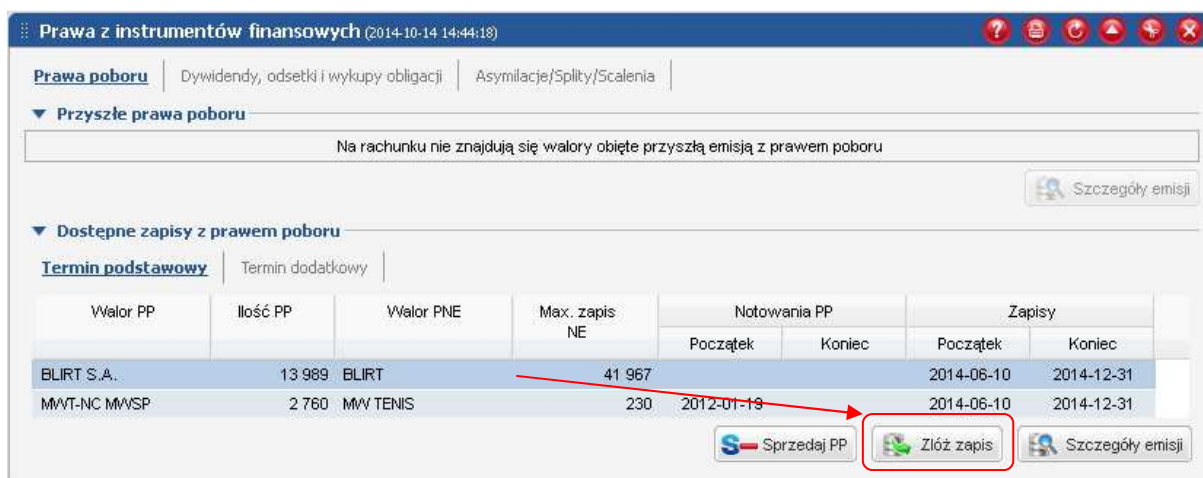 Prawa z instrumentów finansowych (2014-10-14 14:44:18)
Prawa poboru Dywidendy, odsetki i wykupy obligacji Asymilacje/Splity/Scalenia
Przyszłe prawa poboru
Na rachunku nie znajdują się walory objęte przyszłą emisją z prawem poboru
Szczegóły emisji
Dostępne zapisy z prawem poboru
Termin podstawowy Termin dodatkowy
Walor PP Ilość PP Walor PNE Max. zapis NE Notowania PP Zapisy
Początek Koniec Początek Koniec
BLIRT S.A. 13 989 BLIRT 41 967 2014-06-10 2014-12-31
MWT-NC MWSP 2 760 MW TENIS 230 2012-01-19 2014-06-10 2014-12-31
Sprzedaj PP Złóż zapis Szczegóły emisji